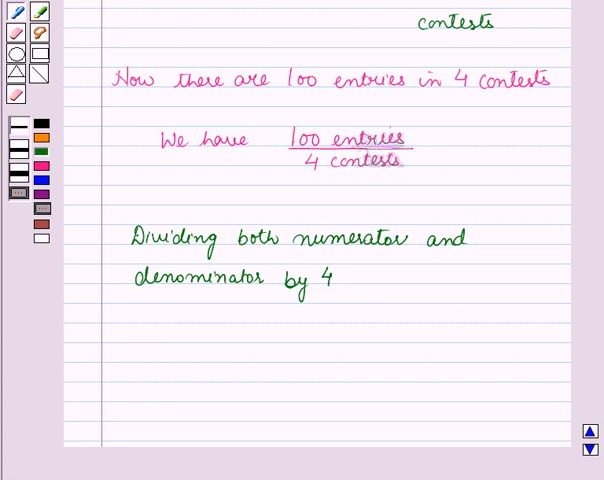 contests
Now there are 100 entries in 4 contests
We have 100 entries
4 contests
Dividing both numerator and
denominator by 4